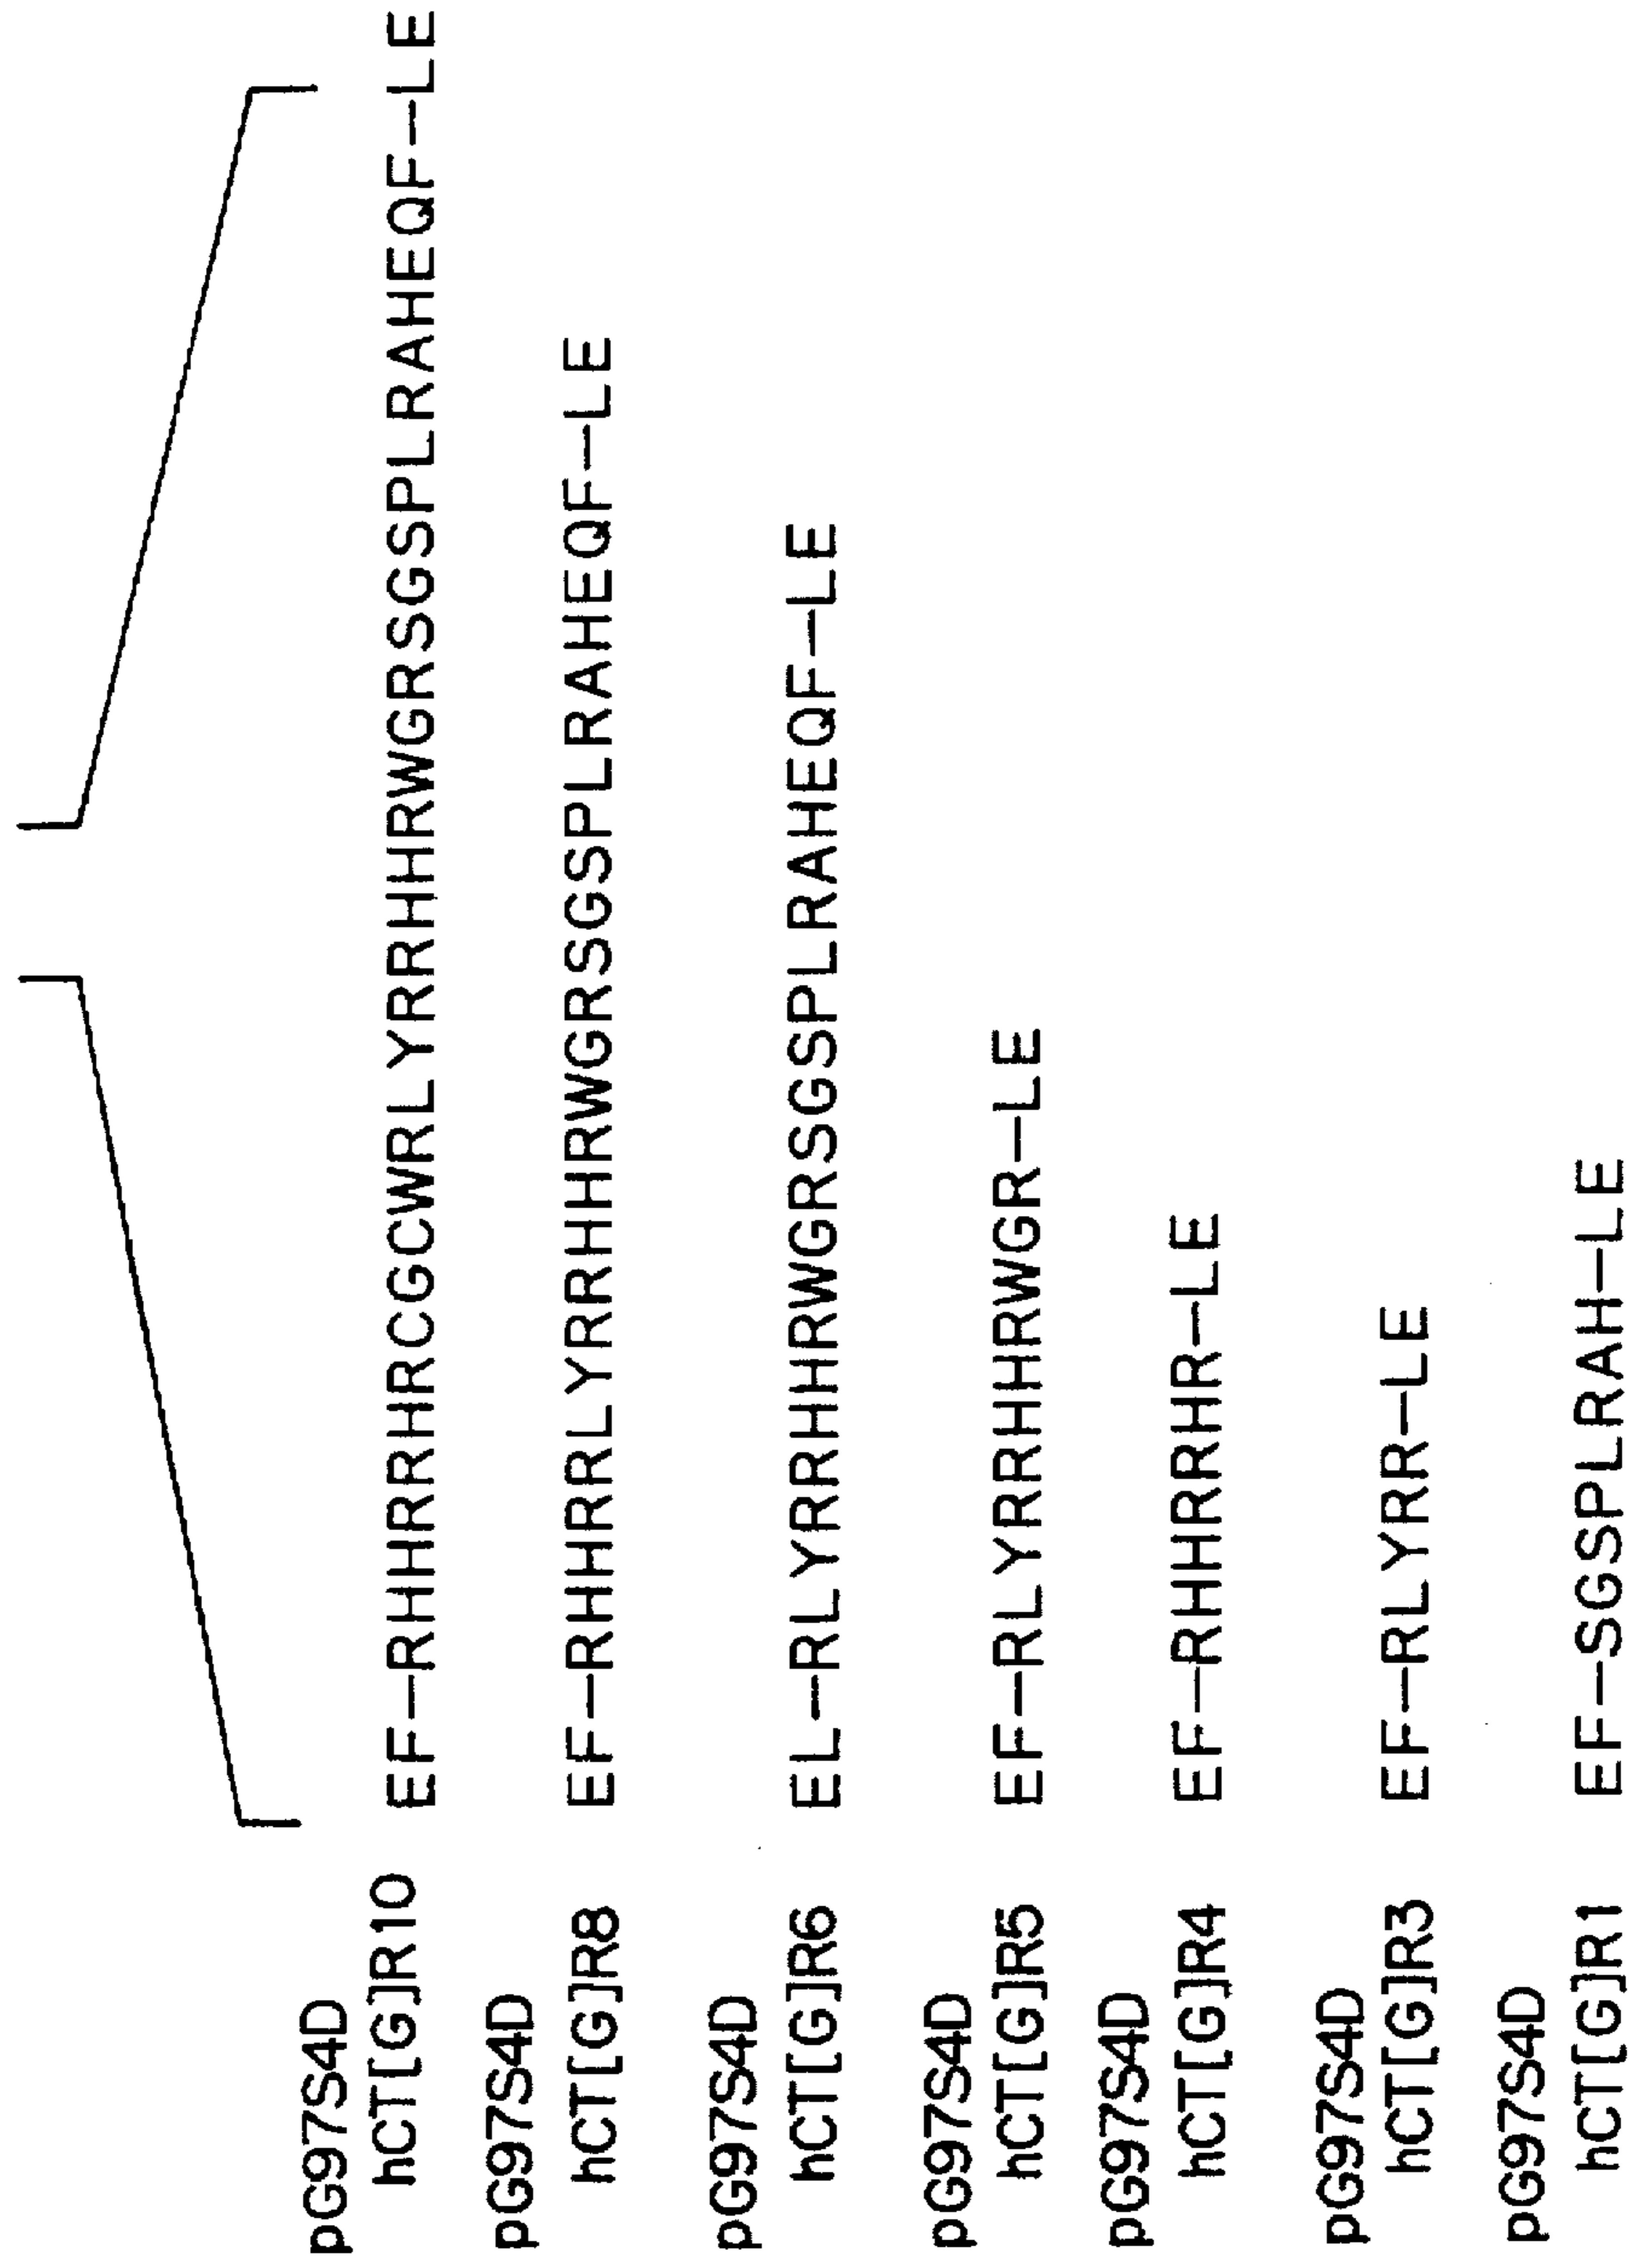 pG97S4D
hCT[G]R10 EF—RHHRRHRCGCWRLYRRHHRWGRSGSPLRAHEQF—LE
pG97S4D
hCT[G]R8 EF—RHHRRLYRRHHRWGRSGSPLRAHEQF—LE
pG97S4D
hCT[G]R6 EL—RLYRRHHRWGRSGSPLRAHEQF—LE
pG97S4D
hCT[G]R5 EF—RLYRRHHRWGR—LE
pG97S4D
hCT[G]R4 EF—RHHRRHR—LE
pG97S4D
hCT[G]R3 EF—RLYRR—LE
pG97S4D
hCT[G]R1 EF—SGSPLRAH—LE